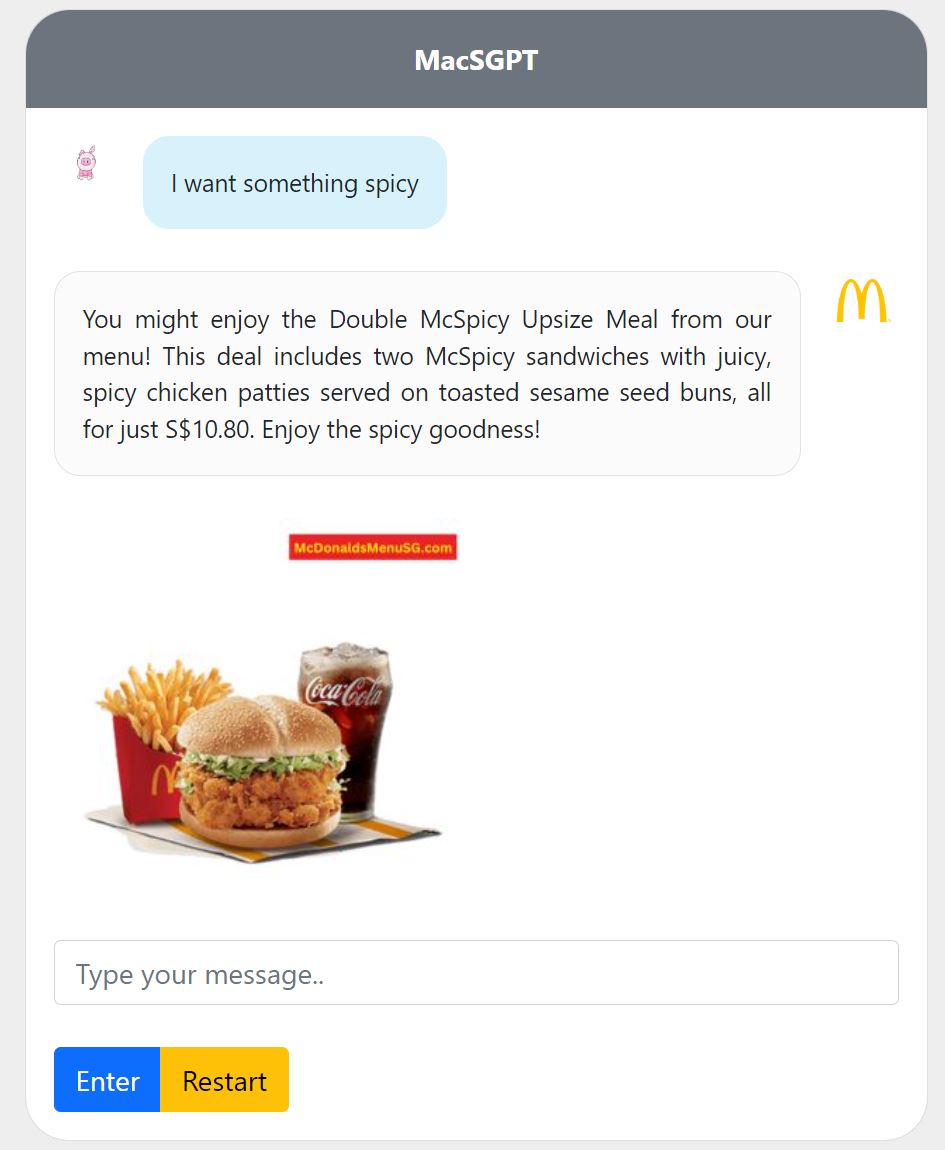 MacSGPT
I want something spicy
You might enjoy the Double McSpicy Upsize Meal from our
menu! This deal includes two McSpicy sandwiches with juicy,
spicy chicken patties served on toasted sesame seed buns, all
for just S$10.80. Enjoy the spicy goodness!
McDonaldsMenuSG.com
Coca-Cola
Type your message..
Enter Restart